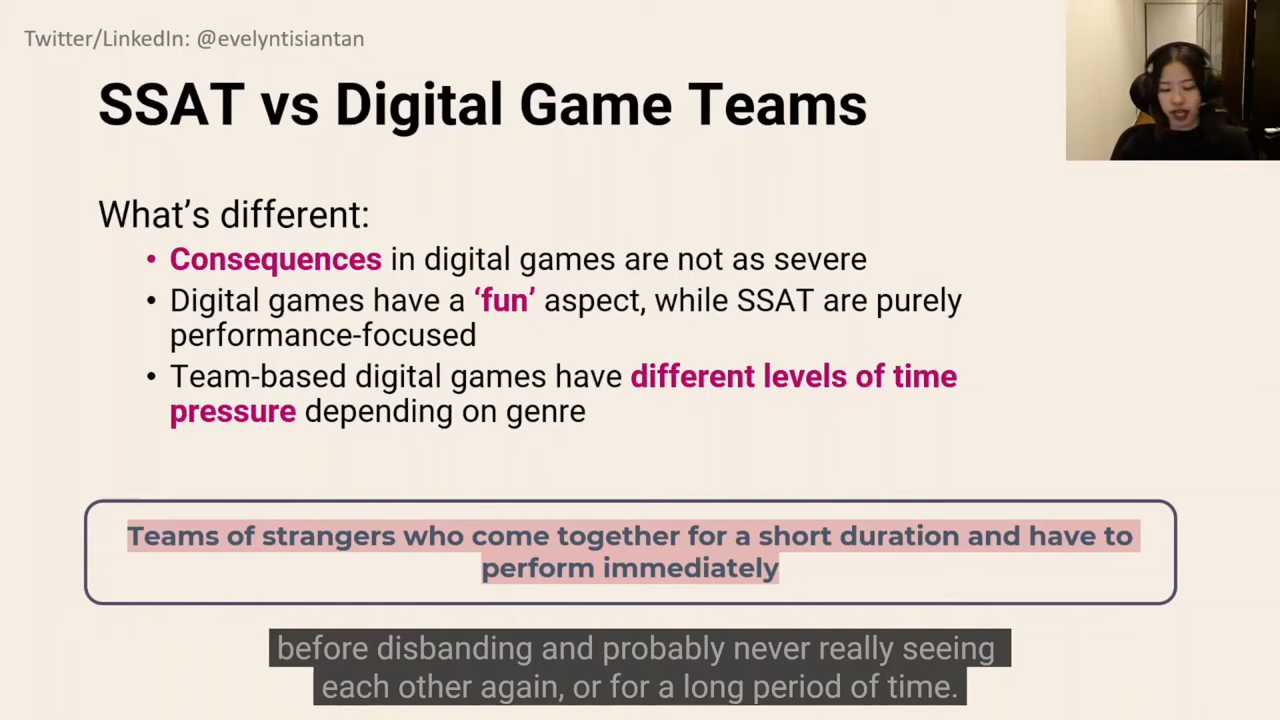 Twitter/LinkedIn: @evelyntisiantan
SSAT vs Digital Game Teams
What's different:
• Consequences in digital games are not as severe
• Digital games have a ‘fun’ aspect, while SSAT are purely
performance-focused
• Team-based digital games have different levels of time
pressure depending on genre
Teams of strangers who come together for a short duration and have to
perform immediately
before disbanding and probably never really seeing
each other again, or for a long period of time.